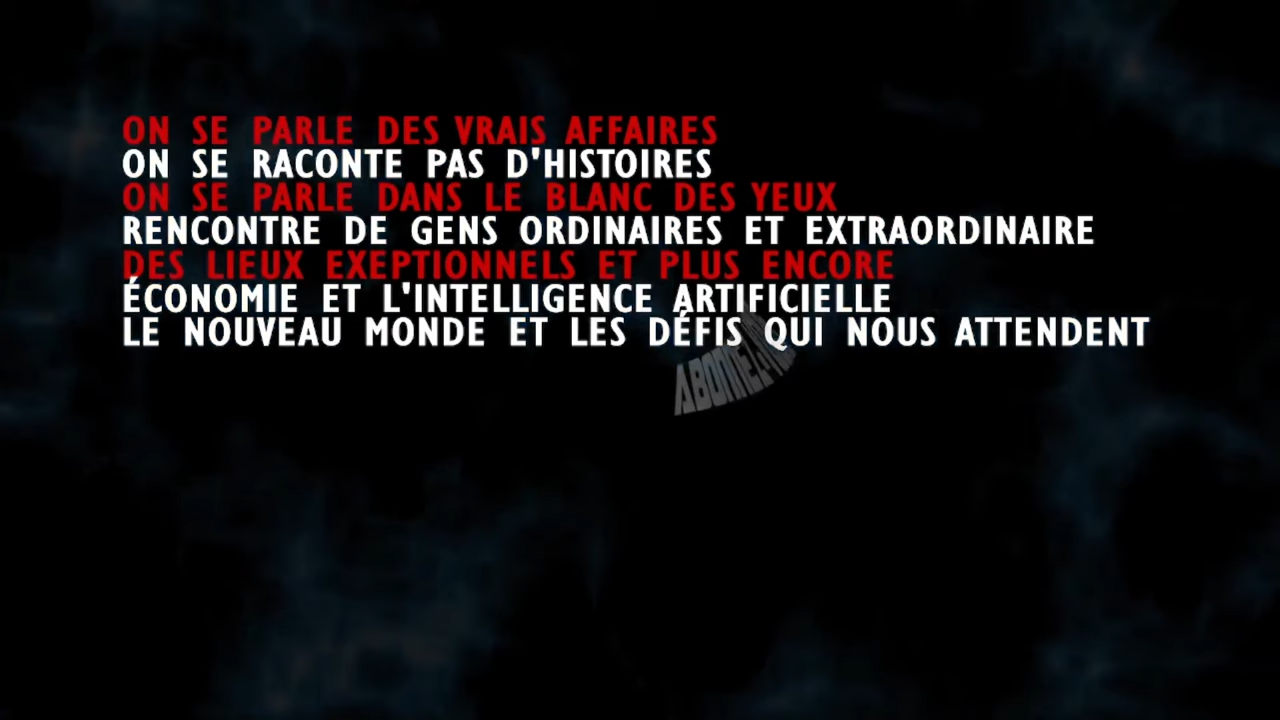 ON SE PARLE DES VRAIS AFFAIRES
ON SE RACONTE PAS D'HISTOIRES
ON SE PARLE DANS LE BLANC DES YEUX
RENCONTRE DE GENS ORDINAIRES ET EXTRAORDINAIRE
DES LIEUX EXEPTIONNELS ET PLUS ENCORE
ÉCONOMIE ET L'INTELLIGENCE ARTIFICIELLE
LE NOUVEAU MONDE ET LES DÉFIS QUI NOUS ATTENDENT